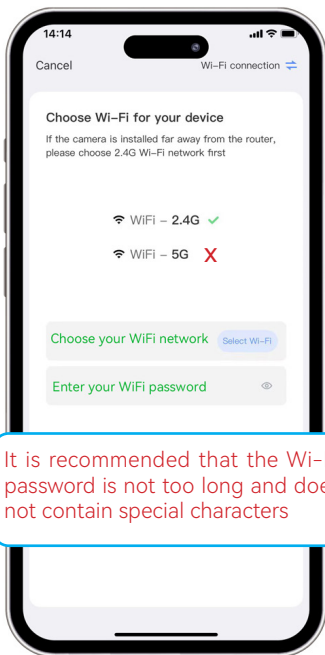 14:14
Cancel Wi-Fi connection
Choose Wi-Fi for your device
If the camera is installed far away from the router,
please choose 2.4G Wi-Fi network first
WiFi - 2.4G ✓
WiFi - 5G X
Choose your WiFi network Select Wi-Fi
Enter your WiFi password
It is recommended that the Wi-
password is not too long and doe
not contain special characters